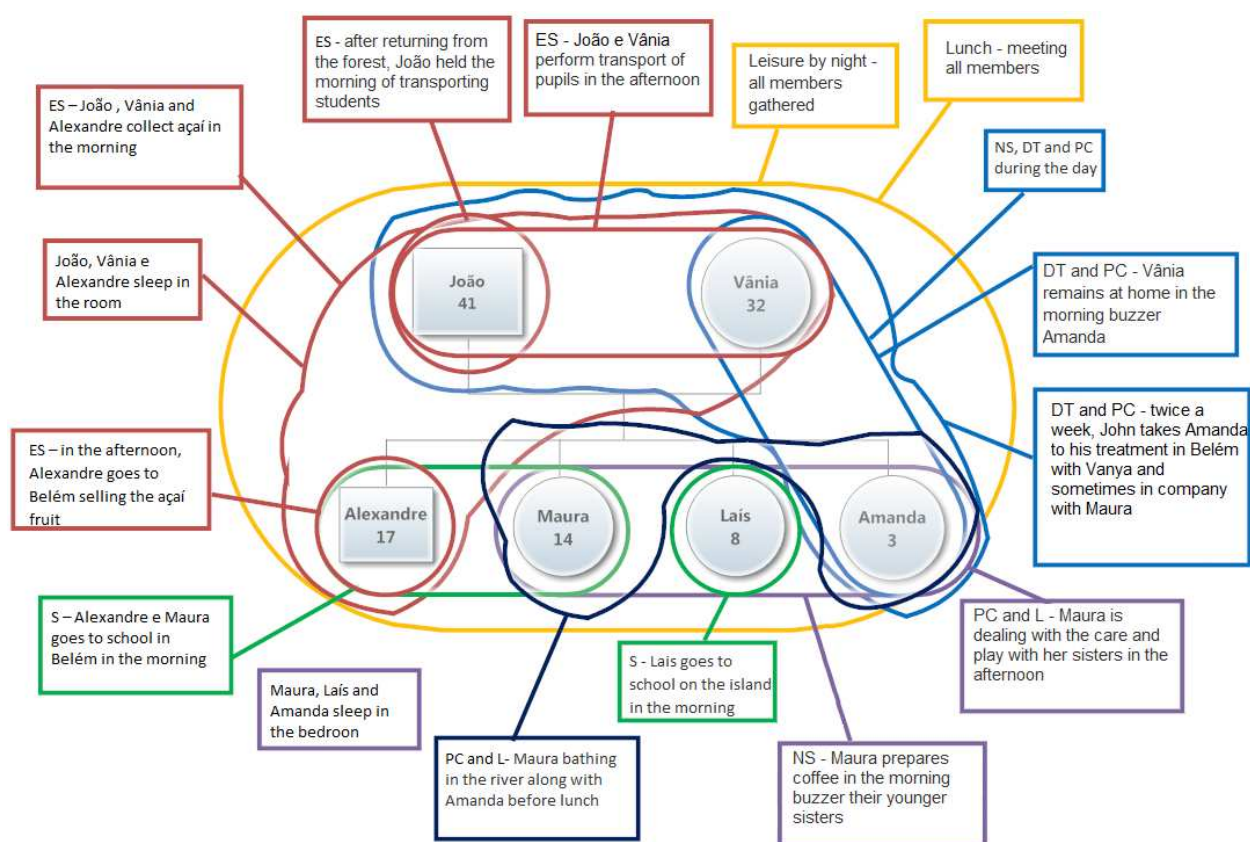 ES - after returning from
the forest, João held the
morning of transporting
students
ES - João e Vânia
perform transport of
pupils in the afternoon
Leisure by night -
all members
gathered
Lunch - meeting
all members
ES – João , Vânia and
Alexandre collect açaí in
the morning
NS, DT and PC
during the day
João, Vânia e
Alexandre sleep in
the room
DT and PC - Vânia
remains at home in the
morning buzzer
Amanda
João
41
Vânia
32
DT and PC - twice a
week, John takes Amanda
to his treatment in Belém
with Vanya and
sometimes in company
with Maura
ES – in the afternoon,
Alexandre goes to
Belém selling the açaí
fruit
Alexandre
17
Maura
14
Laís
8
Amanda
3
S – Alexandre e Maura
goes to school in
Belém in the morning
Maura, Laís and
Amanda sleep in
the bedroon
PC and L- Maura bathing
in the river along with
Amanda before lunch
S - Lais goes to
school on the island
in the morning
NS - Maura prepares
coffee in the morning
buzzer their younger
sisters
PC and L - Maura is
dealing with the care and
play with her sisters in the
afternoon